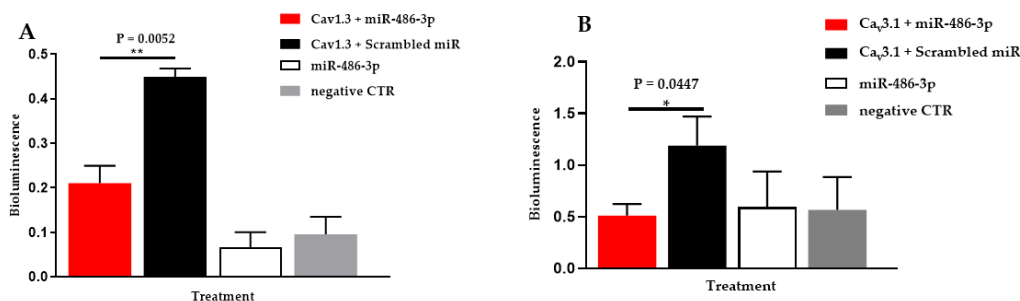 A
Cav1.3 + miR-486-3p
Cav1.3 + Scrambled miR
miR-486-3p
negative CTR
P = 0.0052
**
0.5
0.4
0.3
0.2
0.1
0.0
Bioluminescence
Treatment
B
Cav3.1 + miR-486-3p
Cav3.1 + Scrambled miR
miR-486-3p
negative CTR
P = 0.0447
*
2.0
1.5
1.0
0.5
0.0
Bioluminescence
Treatment